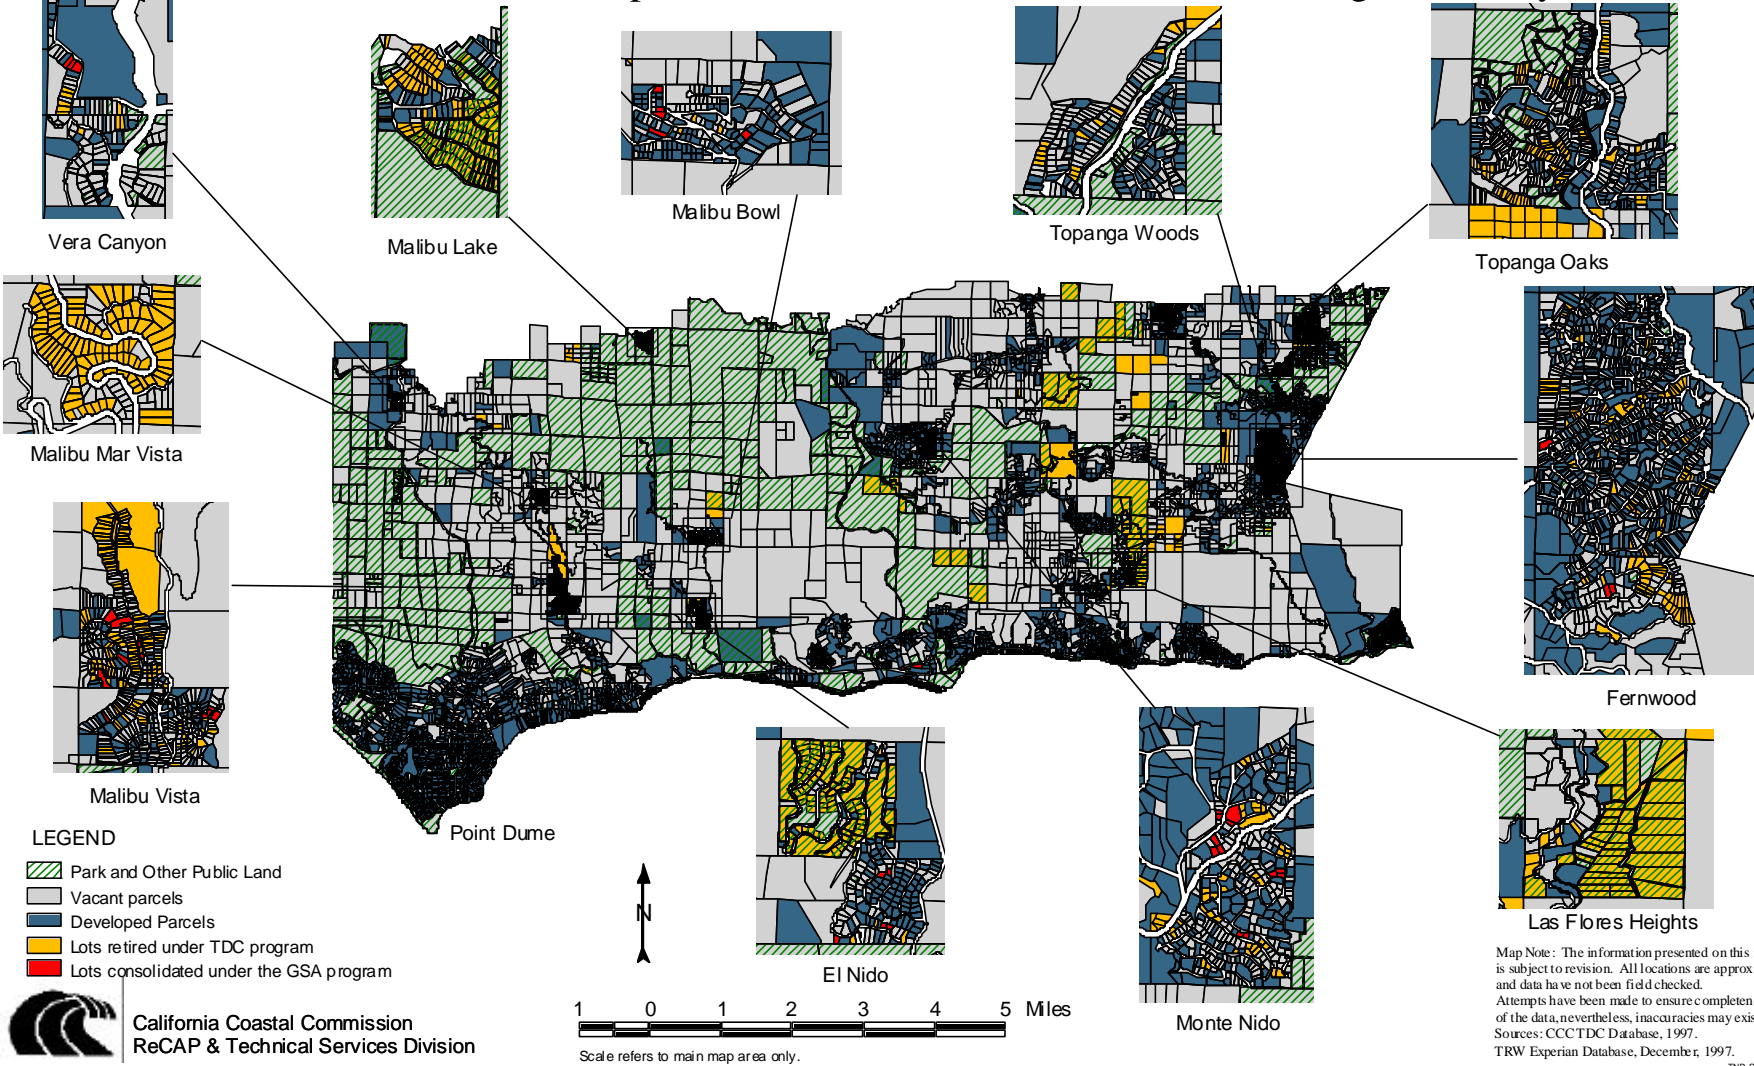 Vera Canyon
Malibu Lake
Malibu Bowl
Topanga Woods
Topanga Oaks
Malibu Mar Vista
Malibu Vista
Fernwood
Point Dume
El Nido
Monte Nido
Las Flores Heights
LEGEND
Park and Other Public Land
Vacant parcels
Developed Parcels
Lots retired under TDC program
Lots consolidated under the GSA program
N
California Coastal Commission
ReCAP & Technical Services Division
1 0 1 2 3 4 5 Miles
Scale refers to main map area only.
Map Note: The information presented on this
is subject to revision. All locations are approx
and data have not been field checked.
Attempts have been made to ensure completen
of the data, nevertheless, inaccuracies may exis
Sources: CCC TDC Database, 1997.
TRW Experian Database, December, 1997.